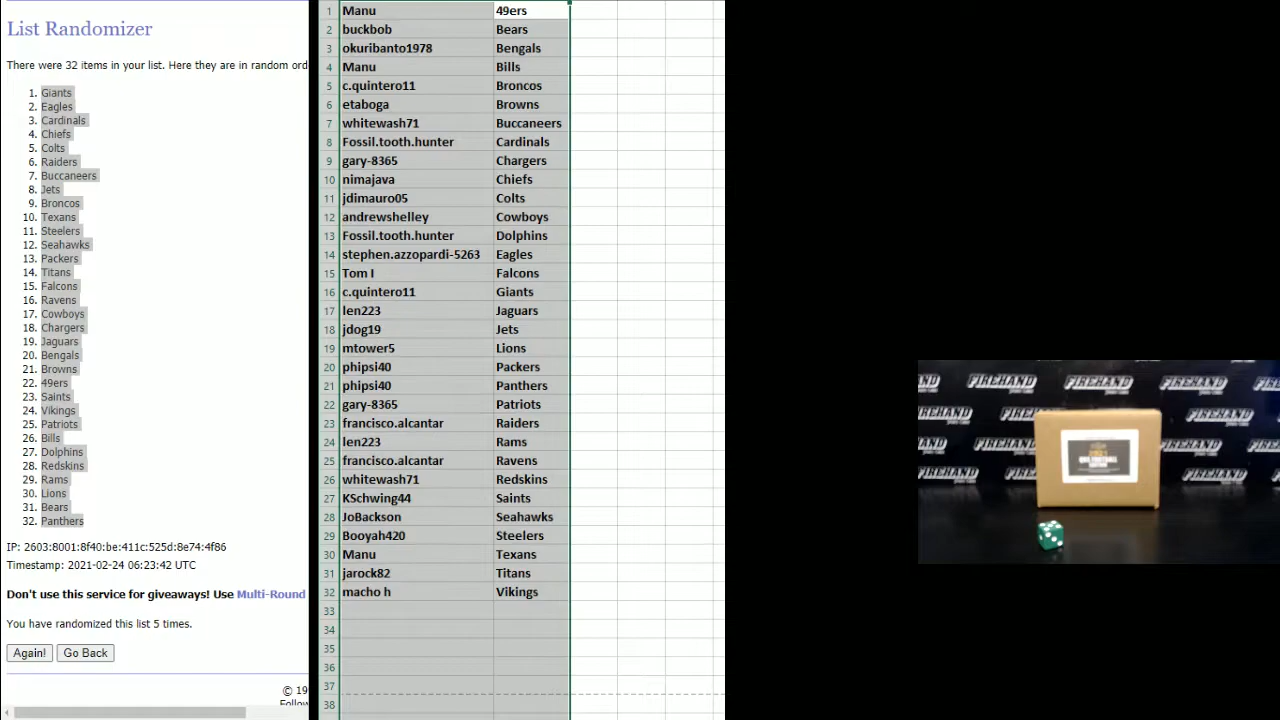 List Randomizer
There were 32 items in your list. Here they are in random ord
1. Giants
2. Eagles
3. Cardinals
4. Chiefs
5. Colts
6. Raiders
7. Buccaneers
8. Jets
9. Broncos
10. Texans
11. Steelers
12. Seahawks
13. Packers
14. Titans
15. Falcons
16. Ravens
17. Cowboys
18. Chargers
19. Jaguars
20. Bengals
21. Browns
22. 49ers
23. Saints
24. Vikings
25. Patriots
26. Bills
27. Dolphins
28. Redskins
29. Rams
30. Lions
31. Bears
32. Panthers
IP: 2603:8001:8f40:be:411c:525d:8e74:4f86
Timestamp: 2021-02-24 06:23:42 UTC
Don't use this service for giveaways! Use Multi-Round
You have randomized this list 5 times.
Again! Go Back
© 19
Follow
1 Manu 49ers
2 buckbob Bears
3 okuribanto1978 Bengals
4 Manu Bills
5 c.quintero11 Broncos
6 etaboga Browns
7 whitewash71 Buccaneers
8 Fossil.tooth.hunter Cardinals
9 gary-8365 Chargers
10 nimajava Chiefs
11 jdimauro05 Colts
12 andrewshelley Cowboys
13 Fossil.tooth.hunter Dolphins
14 stephen.azzopardi-5263 Eagles
15 Tom I Falcons
16 c.quintero11 Giants
17 len223 Jaguars
18 jdog19 Jets
19 mtower5 Lions
20 phipsi40 Packers
21 phipsi40 Panthers
22 gary-8365 Patriots
23 francisco.alcantar Raiders
24 len223 Rams
25 francisco.alcantar Ravens
26 whitewash71 Redskins
27 KSchwing44 Saints
28 JoBackson Seahawks
29 Booyah420 Steelers
30 Manu Texans
31 jarock82 Titans
32 macho h Vikings
33
34
35
36
37
38
FIREHAND FIREHAND FIREHAND
FIREHAND
FIREHAND
2021